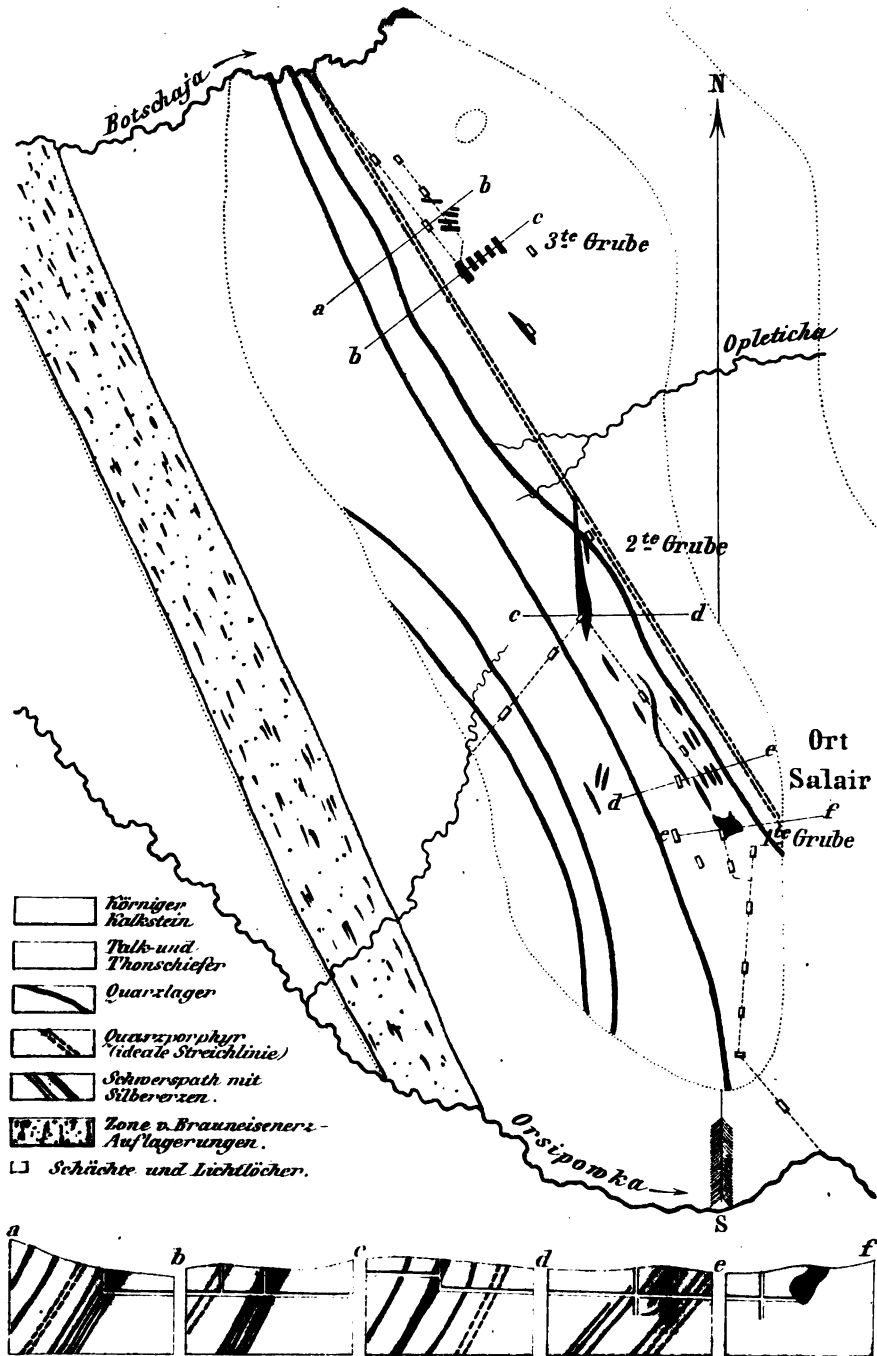 Botschaja
N
b
c
3te Grube
a
b
Opleticha
2te Grube
c
d
e
Ort
Salair
d
f
e
1te Grube
Körniger
Kalkstein
Talk-und
Thonschiefer
Quarzlager
Quarzporphyr
(ideale Streichlinie)
Schwerspath mit
Silbererzen.
Zone v. Brauneisenerz-
Auflagerungen.
Schächte und Lichtlöcher.
Orsipowka
S
a
b
c
d
e
f